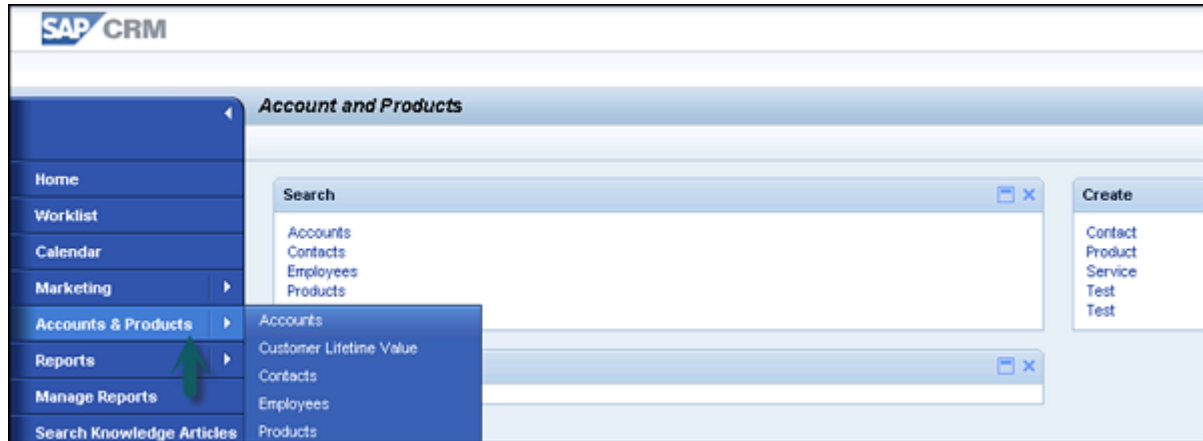 SAP CRM
Account and Products
Home
Worklist
Calendar
Marketing
Accounts & Products
Reports
Manage Reports
Search Knowledge Articles
Search
Accounts
Contacts
Employees
Products
Create
Contact
Product
Service
Test
Test
Accounts
Customer Lifetime Value
Contacts
Employees
Products